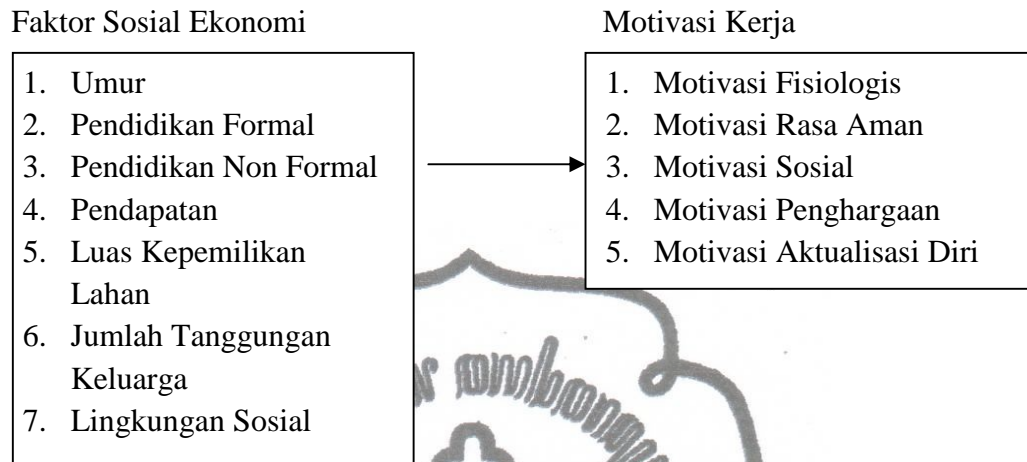 Faktor Sosial Ekonomi
1. Umur
2. Pendidikan Formal
3. Pendidikan Non Formal
4. Pendapatan
5. Luas Kepemilikan
Lahan
6. Jumlah Tanggungan
Keluarga
7. Lingkungan Sosial
Motivasi Kerja
1. Motivasi Fisiologis
2. Motivasi Rasa Aman
3. Motivasi Sosial
4. Motivasi Penghargaan
5. Motivasi Aktualisasi Diri